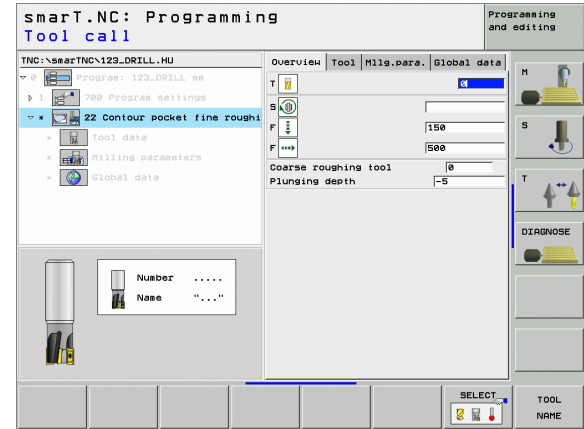 smarT.NC: Programming
Tool call
Programming
and editing
TNC:\smarTNC\123_DRILL.HU
0 Program: 123_DRILL mm
1 700 Program settings
* 22 Contour pocket fine roughi
* Tool data
* Milling parameters
* Global data
Number .....
Name "..."
Overview Tool Mllg.para. Global data
T 0
S
F 150
F 500
Coarse roughing tool 0
Plunging depth -5
M
S
T
DIAGNOSE
SELECT
TOOL
NAME